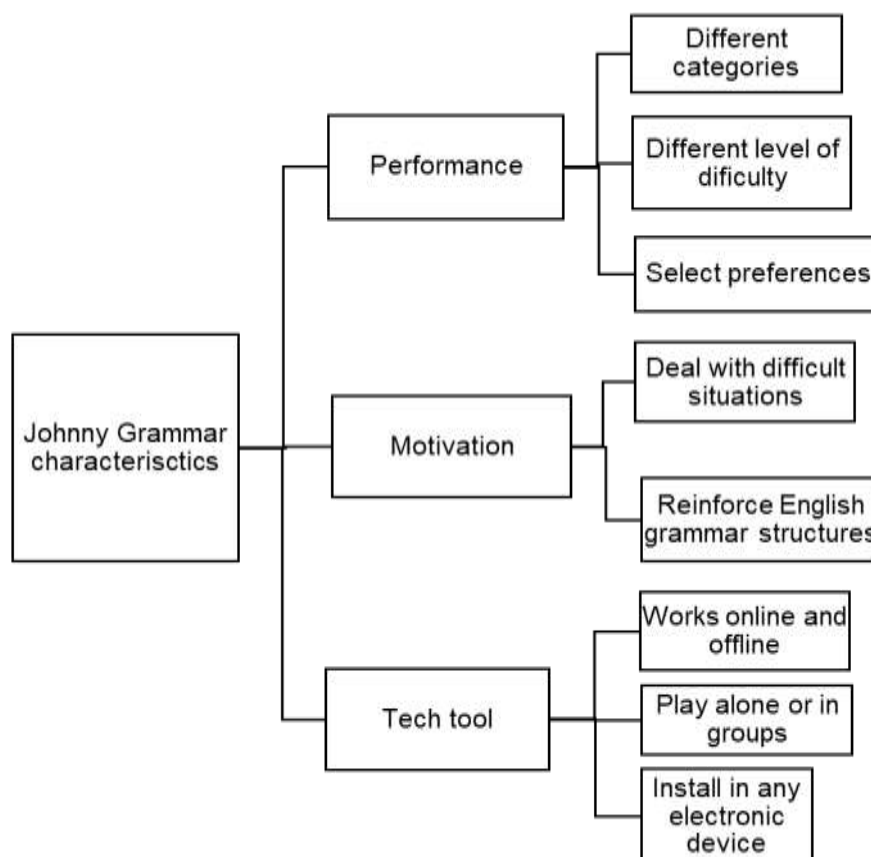 Different
categories
Performance
Different level of
dificulty
Select preferences
Johnny Grammar
characterisctics
Deal with difficult
situations
Motivation
Reinforce English
grammar structures
Works online and
offline
Tech tool
Play alone or in
groups
Install in any
electronic
device